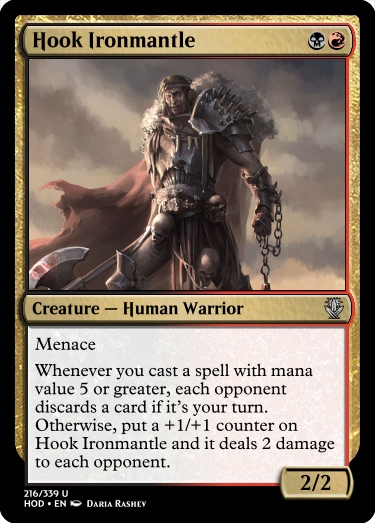 Hook Ironmantle
Creature — Human Warrior
Menace
Whenever you cast a spell with mana
value 5 or greater, each opponent
discards a card if it's your turn.
Otherwise, put a +1/+1 counter on
Hook Ironmantle and it deals 2 damage
to each opponent.
2/2
216/339 U
HOD • EN Daria Rashev